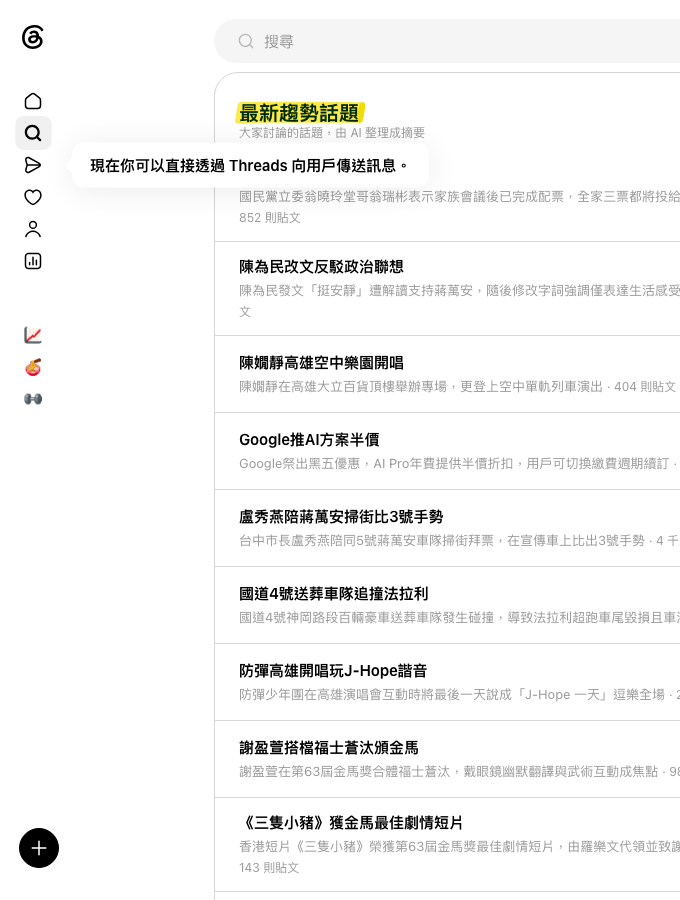 搜尋
最新趨勢話題
大家討論的話題，由 AI 整理成摘要
現在你可以直接透過 Threads 向用戶傳送訊息。
國民黨立委翁曉玲堂哥翁瑞彬表示家族會議後已完成配票，全家三票都將投給
852 則貼文
陳為民改文反駁政治聯想
陳為民發文「挺安靜」遭解讀支持蔣萬安，隨後修改字詞強調僅表達生活感受
文
陳嫺靜高雄空中樂園開唱
陳嫺靜在高雄大立百貨頂樓舉辦專場，更登上空中單軌列車演出 · 404 則貼文
Google推AI方案半價
Google祭出黑五優惠，AI Pro年費提供半價折扣，用戶可切換繳費週期續訂 ·
盧秀燕陪蔣萬安掃街比3號手勢
台中市長盧秀燕陪同5號蔣萬安車隊掃街拜票，在宣傳車上比出3號手勢 · 4 千
國道4號送葬車隊追撞法拉利
國道4號神岡路段百輛豪車送葬車隊發生碰撞，導致法拉利超跑車尾毀損且車
防彈高雄開唱玩J-Hope諧音
防彈少年團在高雄演唱會互動時將最後一天說成「J-Hope 一天」逗樂全場 · 2
謝盈萱搭檔福士蒼汰頒金馬
謝盈萱在第63屆金馬獎合體福士蒼汰，戴眼鏡幽默翻譯與武術互動成焦點 · 98
《三隻小豬》獲金馬最佳劇情短片
香港短片《三隻小豬》榮獲第63屆金馬獎最佳劇情短片，由羅樂文代領並致謝
143 則貼文